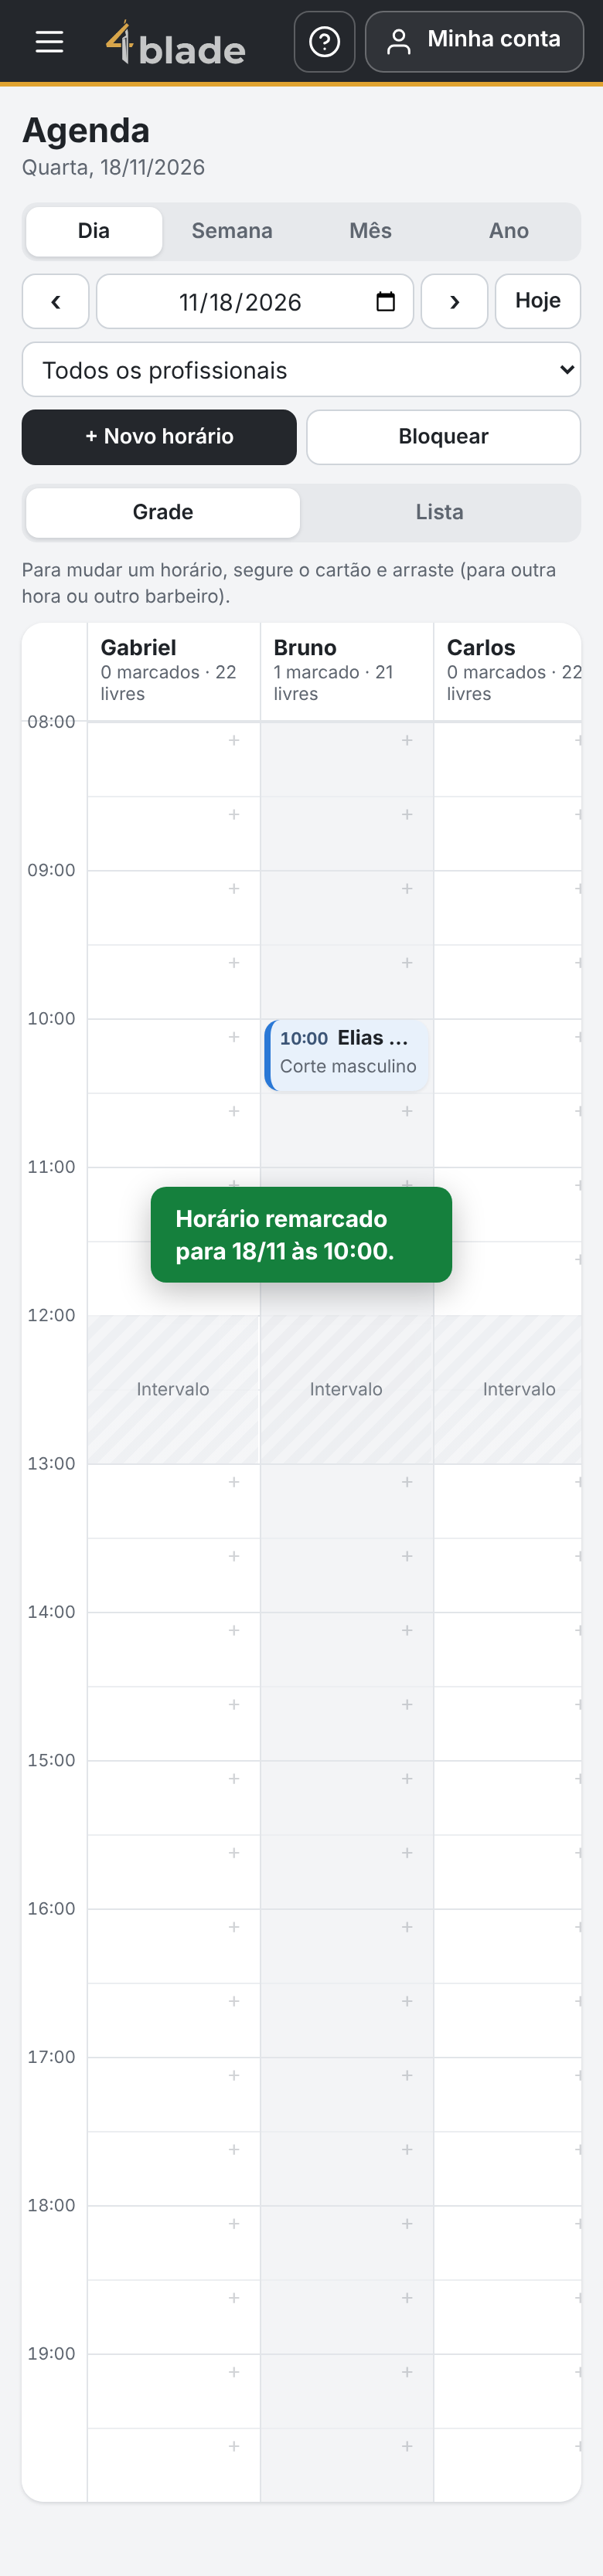 4blade
Minha conta
Agenda
Quarta, 18/11/2026
Dia Semana Mês Ano
‹ 11/18/2026 › Hoje
Todos os profissionais
+ Novo horário Bloquear
Grade Lista
Para mudar um horário, segure o cartão e arraste (para outra
hora ou outro barbeiro).
Gabriel Bruno Carlos
0 marcados · 22 1 marcado · 21 0 marcados · 22
livres livres livres
08:00
09:00
10:00
10:00 Elias ...
Corte masculino
11:00
Horário remarcado
para 18/11 às 10:00.
12:00
Intervalo Intervalo Intervalo
13:00
14:00
15:00
16:00
17:00
18:00
19:00